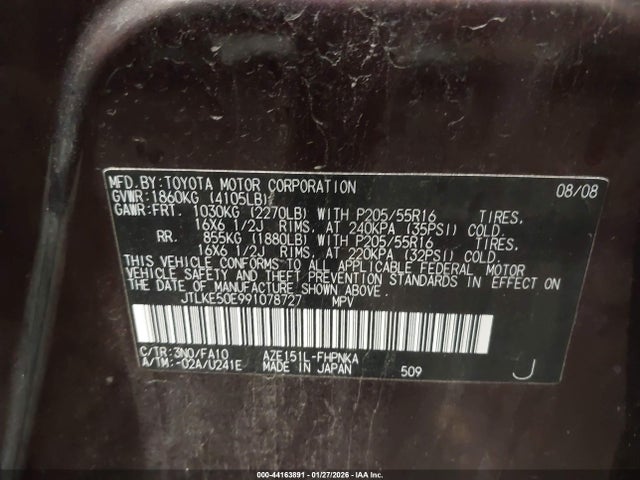 MFD.BY:TOYOTA MOTOR CORPORATION 08/08
GVWR:1860KG (4105LB)
GAWR:FRT. 1030KG (2270LB) WITH P205/55R16 TIRES,
16X6 1/2J RIMS, AT 240KPA (35PSI) COLD.
RR. 855KG (1880LB) WITH P205/55R16 TIRES,
16X6 1/2J RIMS, AT 220KPA (32PSI) COLD.
THIS VEHICLE CONFORMS TO ALL APPLICABLE FEDERAL MOTOR
VEHICLE SAFETY AND THEFT PREVENTION STANDARDS IN EFFECT ON
THE DATE OF MANUFACTURE SHOWN ABOVE.
JTLKE50E991078727 MPV
C/TR:3N0/FA10 AZE151L-FHPNKA
A/TM:-02A/U241E MADE IN JAPAN 509 J
000-44163891 - 01/27/2026 - IAA Inc.